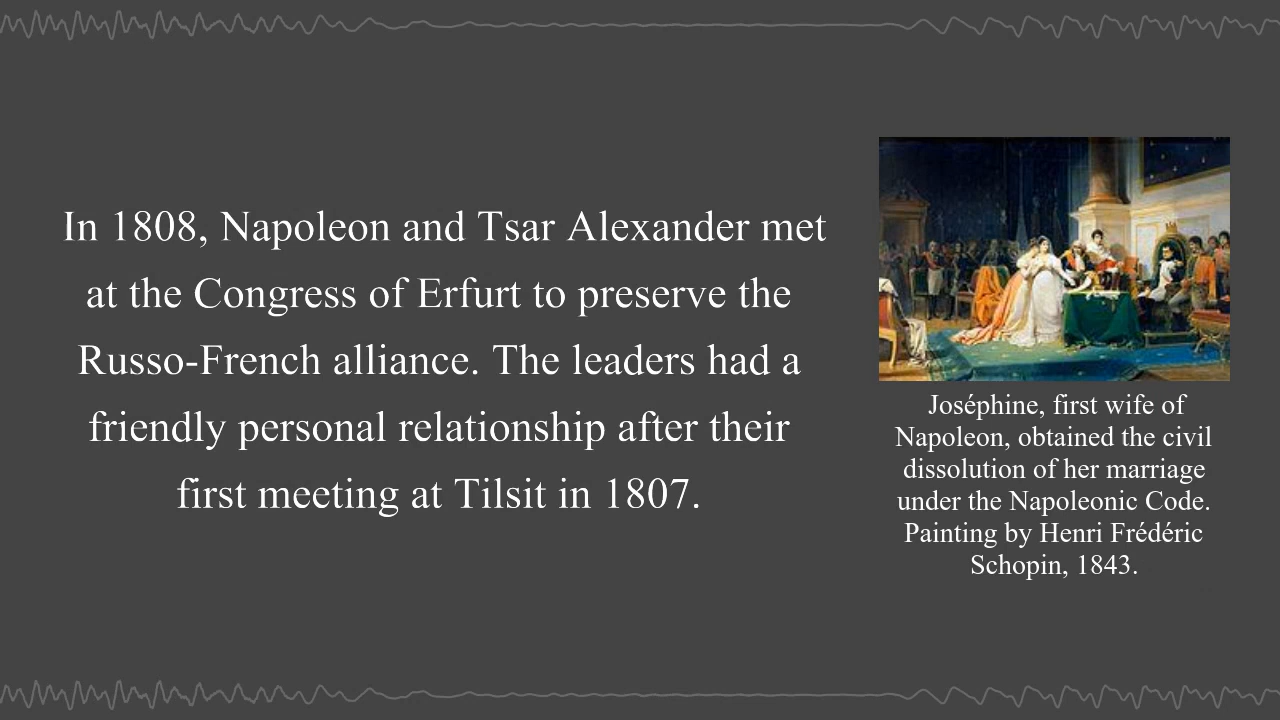 In 1808, Napoleon and Tsar Alexander met
at the Congress of Erfurt to preserve the
Russo-French alliance. The leaders had a
friendly personal relationship after their
first meeting at Tilsit in 1807.
Joséphine, first wife of
Napoleon, obtained the civil
dissolution of her marriage
under the Napoleonic Code.
Painting by Henri Frédéric
Schopin, 1843.